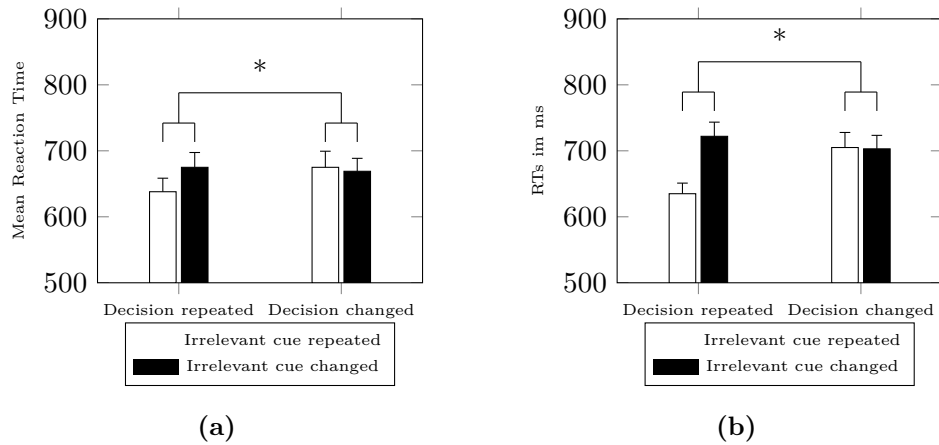 900
800
700
600
500
Mean Reaction Time
*
Decision repeated Decision changed
Irrelevant cue repeated
Irrelevant cue changed
(a)
900
800
700
600
500
RTs im ms
*
Decision repeated Decision changed
Irrelevant cue repeated
Irrelevant cue changed
(b)